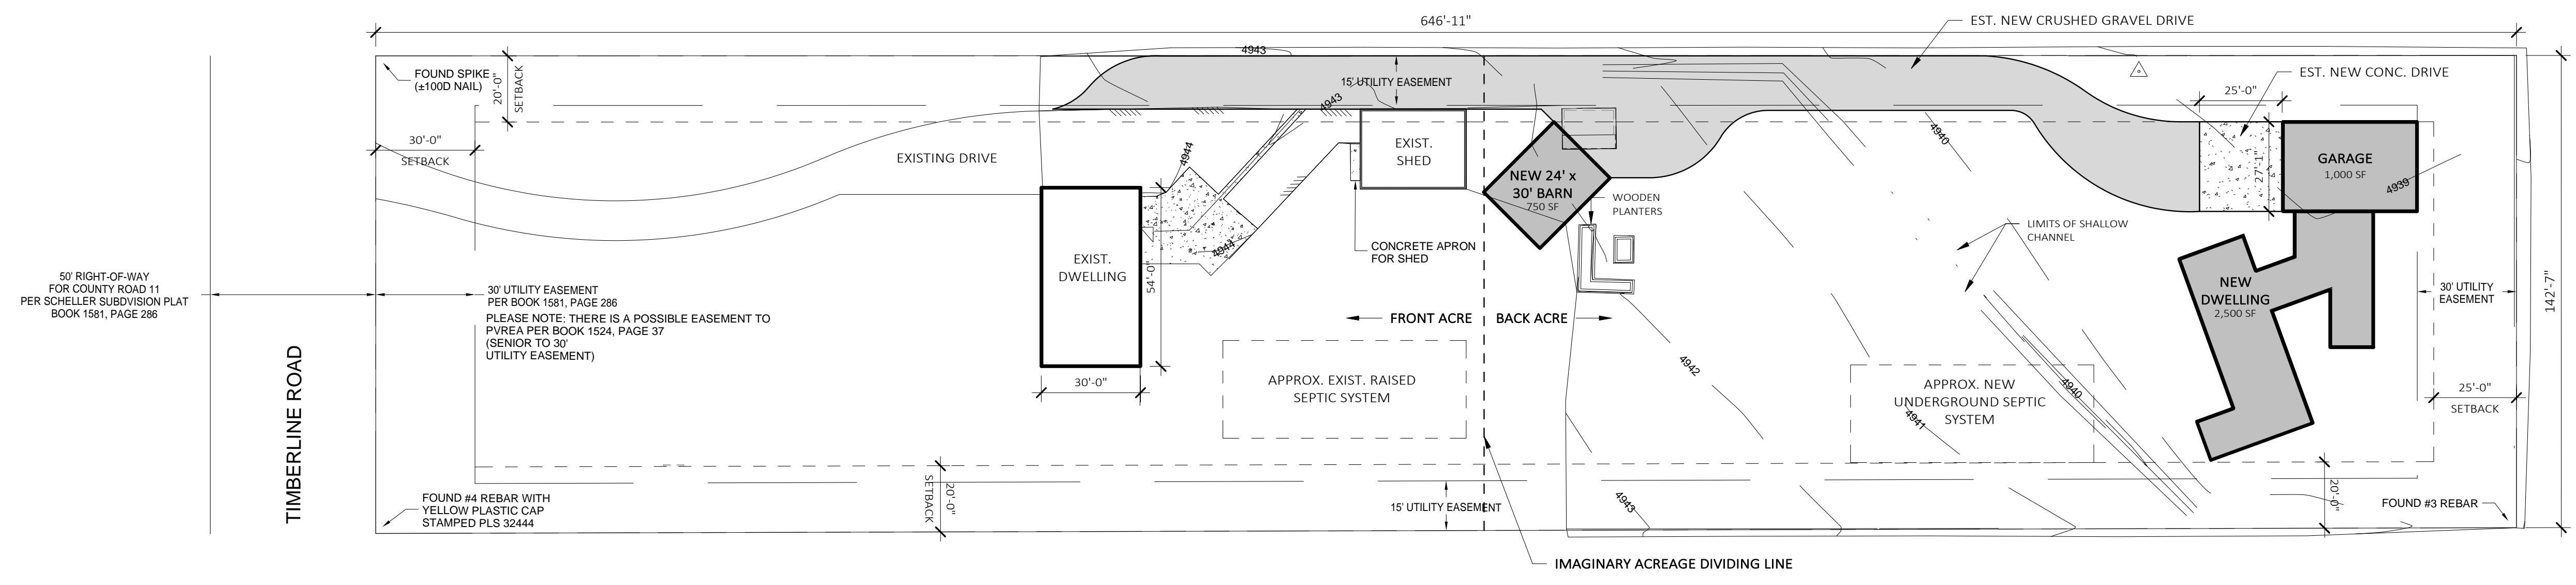 646'-11"
EST. NEW CRUSHED GRAVEL DRIVE
4943
FOUND SPIKE
(±100D NAIL)
20'-0"
SETBACK
15' UTILITY EASEMENT
EST. NEW CONC. DRIVE
25'-0"
4943
30'-0"
SETBACK
EXISTING DRIVE
4944
EXIST.
SHED
4940
27'-1"
GARAGE
1,000 SF
4939
NEW 24' x
30' BARN
750 SF
WOODEN
PLANTERS
LIMITS OF SHALLOW
CHANNEL
4944
CONCRETE APRON
FOR SHED
EXIST.
DWELLING
54'-0"
50' RIGHT-OF-WAY
FOR COUNTY ROAD 11
PER SCHELLER SUBDVISION PLAT
BOOK 1581, PAGE 286
30' UTILITY EASEMENT
PER BOOK 1581, PAGE 286
PLEASE NOTE: THERE IS A POSSIBLE EASEMENT TO
PVREA PER BOOK 1524, PAGE 37
(SENIOR TO 30'
UTILITY EASEMENT)
FRONT ACRE
BACK ACRE
NEW
DWELLING
2,500 SF
30' UTILITY
EASEMENT
142'-7"
TIMBERLINE ROAD
30'-0"
APPROX. EXIST. RAISED
SEPTIC SYSTEM
4942
APPROX. NEW
UNDERGROUND SEPTIC
SYSTEM
4940
4941
25'-0"
SETBACK
FOUND #4 REBAR WITH
YELLOW PLASTIC CAP
STAMPED PLS 32444
20'-0"
SETBACK
15' UTILITY EASEMENT
4943
20'-0"
FOUND #3 REBAR
IMAGINARY ACREAGE DIVIDING LINE